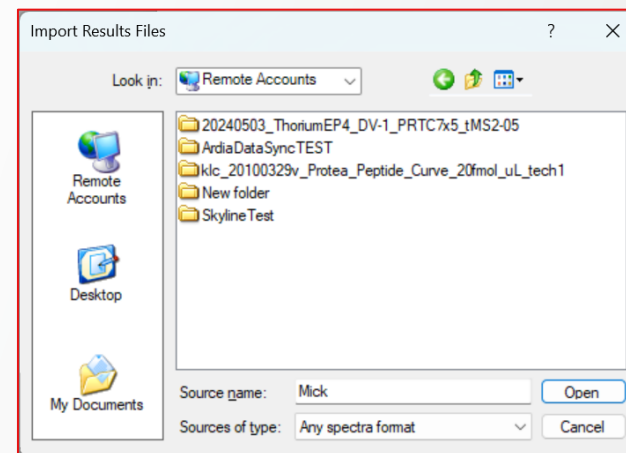 Import Results Files ? X
Look in: Remote Accounts
Remote Accounts
Desktop
My Documents
20240503_ThoriumEP4_DV-1_PRTC7x5_tMS2-05
ArdiaDataSyncTEST
klc_20100329v_Protea_Peptide_Curve_20fmol_uL_tech1
New folder
SkylineTest
Source name: Mick Open
Sources of type: Any spectra format Cancel